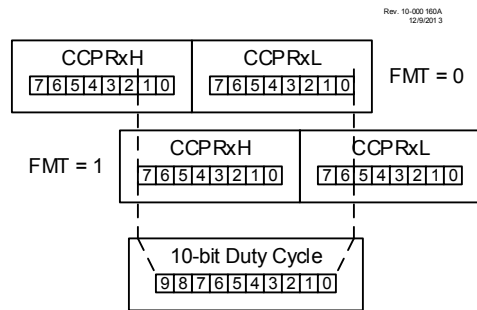 Rev. 10-000 160A
12/9/2013
CCPRxH CCPRxL
7 6 5 4 3 2 1 0 7 6 5 4 3 2 1 0
FMT = 0
CCPRxH CCPRxL
FMT = 1
7 6 5 4 3 2 1 0 7 6 5 4 3 2 1 0
10-bit Duty Cycle
9 8 7 6 5 4 3 2 1 0